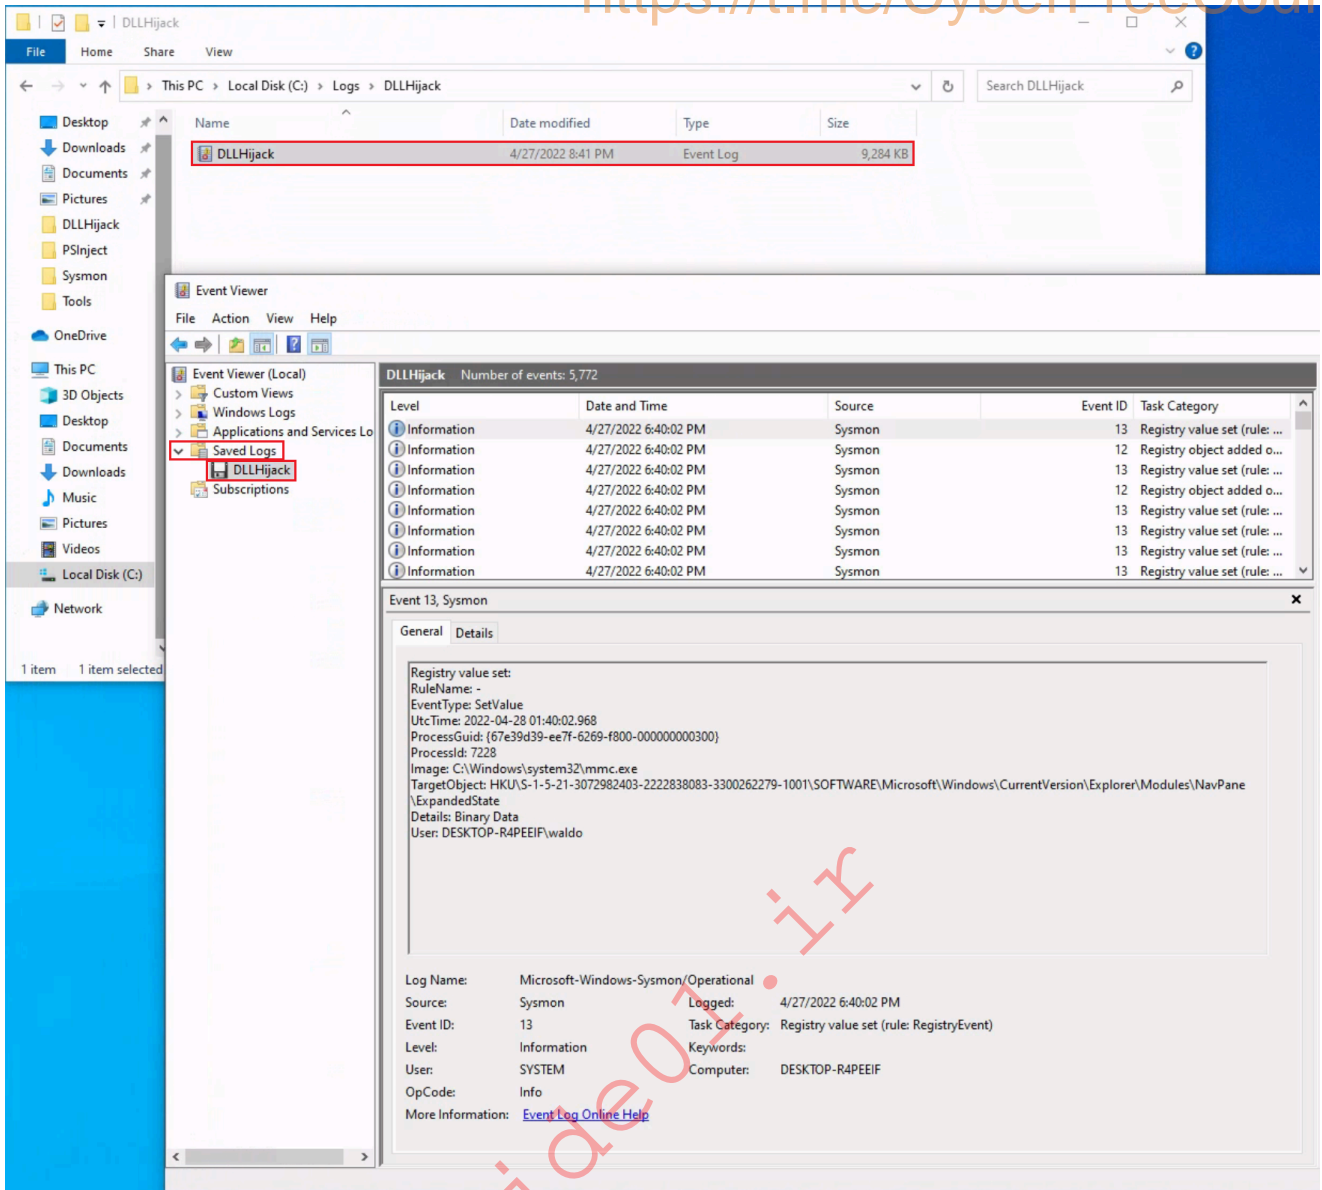 https://t.me/CyberFreeCourses
DLLHijack
File Home Share View
This PC > Local Disk (C:) > Logs > DLLHijack
Search DLLHijack
Name Date modified Type Size
DLLHijack 4/27/2022 8:41 PM Event Log 9,284 KB
Desktop
Downloads
Documents
Pictures
DLLHijack
PSInject
Sysmon
Tools
OneDrive
This PC
3D Objects
Desktop
Documents
Downloads
Music
Pictures
Videos
Local Disk (C:)
Network
1 item 1 item selected
Event Viewer
File Action View Help
Event Viewer (Local)
Custom Views
Windows Logs
Applications and Services Lo
Saved Logs
DLLHijack
Subscriptions
DLLHijack Number of events: 5,772
Level Date and Time Source Event ID Task Category
Information 4/27/2022 6:40:02 PM Sysmon 13 Registry value set (rule: ...
Information 4/27/2022 6:40:02 PM Sysmon 12 Registry object added o...
Information 4/27/2022 6:40:02 PM Sysmon 13 Registry value set (rule: ...
Information 4/27/2022 6:40:02 PM Sysmon 12 Registry object added o...
Information 4/27/2022 6:40:02 PM Sysmon 13 Registry value set (rule: ...
Information 4/27/2022 6:40:02 PM Sysmon 13 Registry value set (rule: ...
Information 4/27/2022 6:40:02 PM Sysmon 13 Registry value set (rule: ...
Information 4/27/2022 6:40:02 PM Sysmon 13 Registry value set (rule: ...
Event 13, Sysmon
General Details
Registry value set:
RuleName: -
EventType: SetValue
UtcTime: 2022-04-28 01:40:02.968
ProcessGuid: {67e39d39-ee7f-6269-f800-000000000300}
ProcessId: 7228
Image: C:\Windows\system32\mmc.exe
TargetObject: HKU\S-1-5-21-3072982403-2222838083-3300262279-1001\SOFTWARE\Microsoft\Windows\CurrentVersion\Explorer\Modules\NavPane
\ExpandedState
Details: Binary Data
User: DESKTOP-R4PEEIF\waldo
Log Name: Microsoft-Windows-Sysmon/Operational
Source: Sysmon Logged: 4/27/2022 6:40:02 PM
Event ID: 13 Task Category: Registry value set (rule: RegistryEvent)
Level: Information Keywords:
User: SYSTEM Computer: DESKTOP-R4PEEIF
OpCode: Info
More Information: Event Log Online Help
ide01.ir